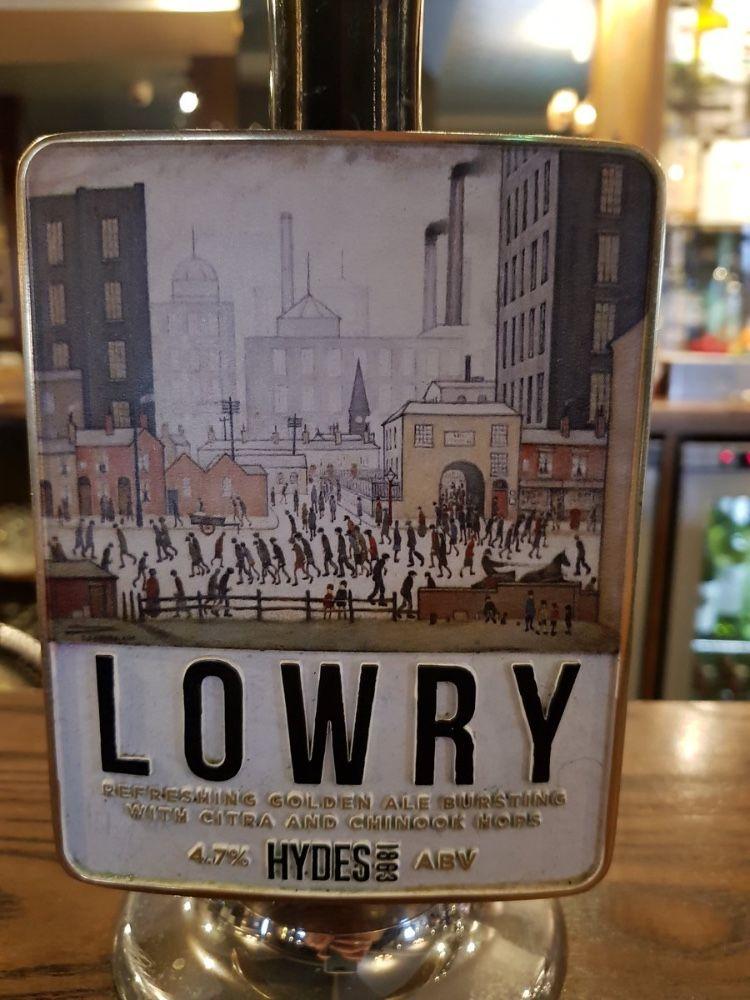 LOWRY
REFRESHING GOLDEN ALE BURSTING
WITH CITRA AND CHINOOK HOPS
4.7% HYDES 1863 ABV